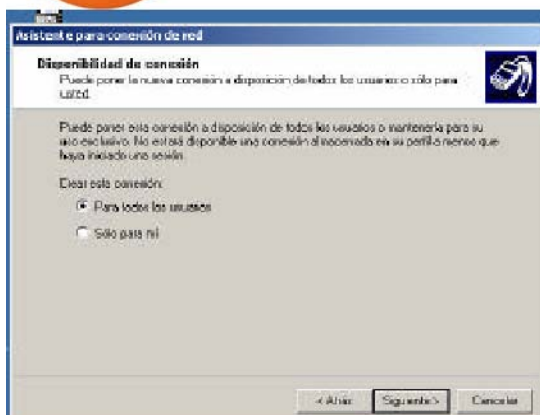 Asistente para conexión de red
Disponibilidad de conexión
Puede poner la nueva conexión a disposición de todos los usuarios o sólo para
usted.
Puede poner esta conexión a disposición de todos los usuarios o mantenerla para su
uso exclusivo. No estará disponible una conexión almacenada en su perfil a menos que
haya iniciado una sesión.
Crear esta conexión:
Para todos los usuarios
Sólo para mí
< Atrás
Siguiente >
Cancelar